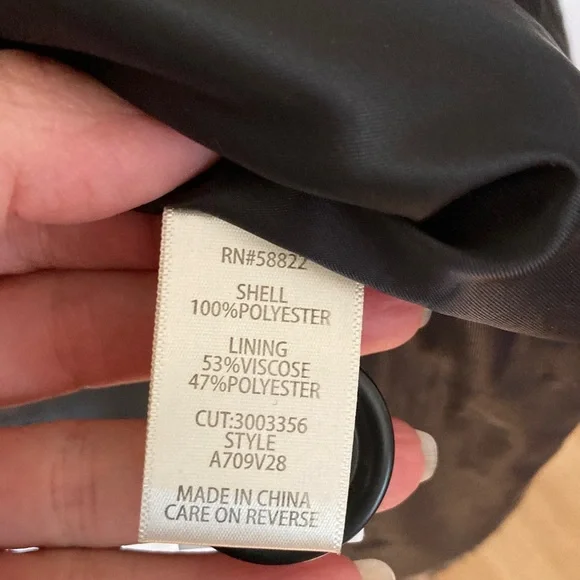 RN#58822
SHELL
100%POLYESTER
LINING
53%VISCOSE
47%POLYESTER
CUT:3003356
STYLE
A709V28
MADE IN CHINA
CARE ON REVERSE